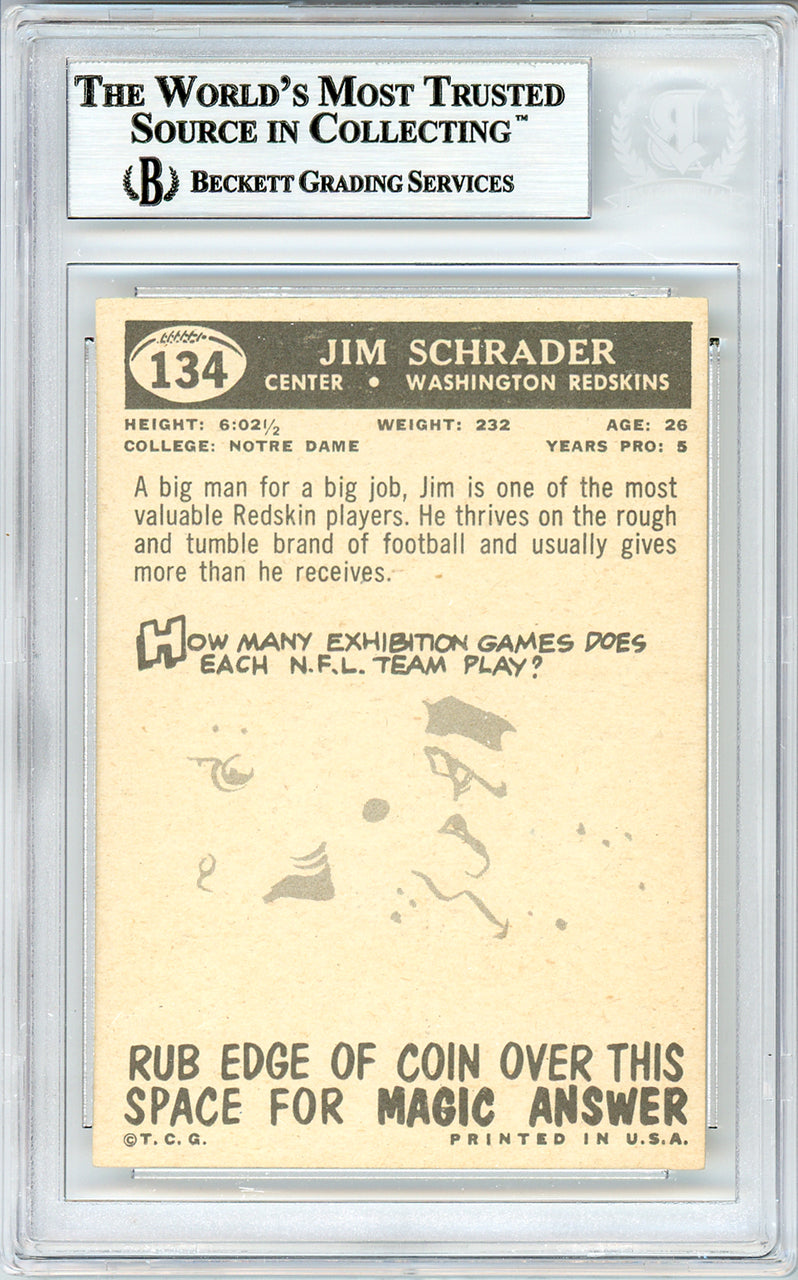 THE WORLD'S MOST TRUSTED
SOURCE IN COLLECTING™
B BECKETT GRADING SERVICES
134
JIM SCHRADER
CENTER • WASHINGTON REDSKINS
HEIGHT: 6:02½ WEIGHT: 232 AGE: 26
COLLEGE: NOTRE DAME YEARS PRO: 5
A big man for a big job, Jim is one of the most
valuable Redskin players. He thrives on the rough
and tumble brand of football and usually gives
more than he receives.
HOW MANY EXHIBITION GAMES DOES
EACH N.F.L. TEAM PLAY?
RUB EDGE OF COIN OVER THIS
SPACE FOR MAGIC ANSWER
©T.C.G. PRINTED IN U.S.A.